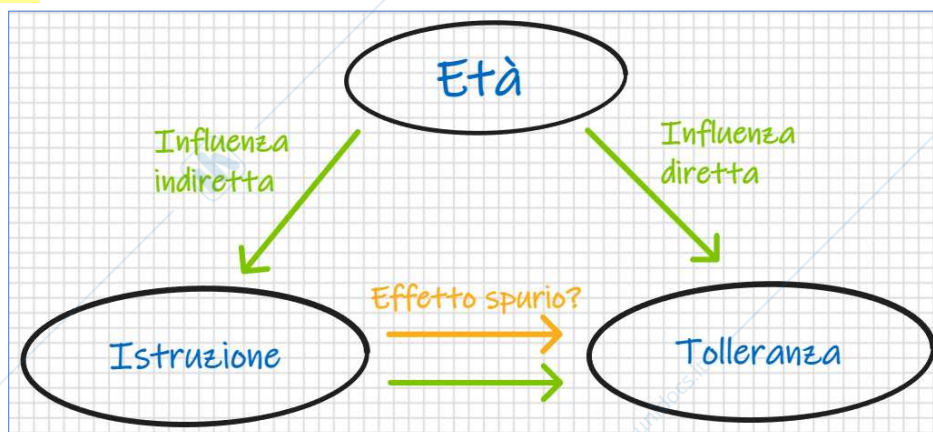 Età
Influenza
indiretta
Influenza
diretta
Effetto spurio?
Istruzione
Tolleranza